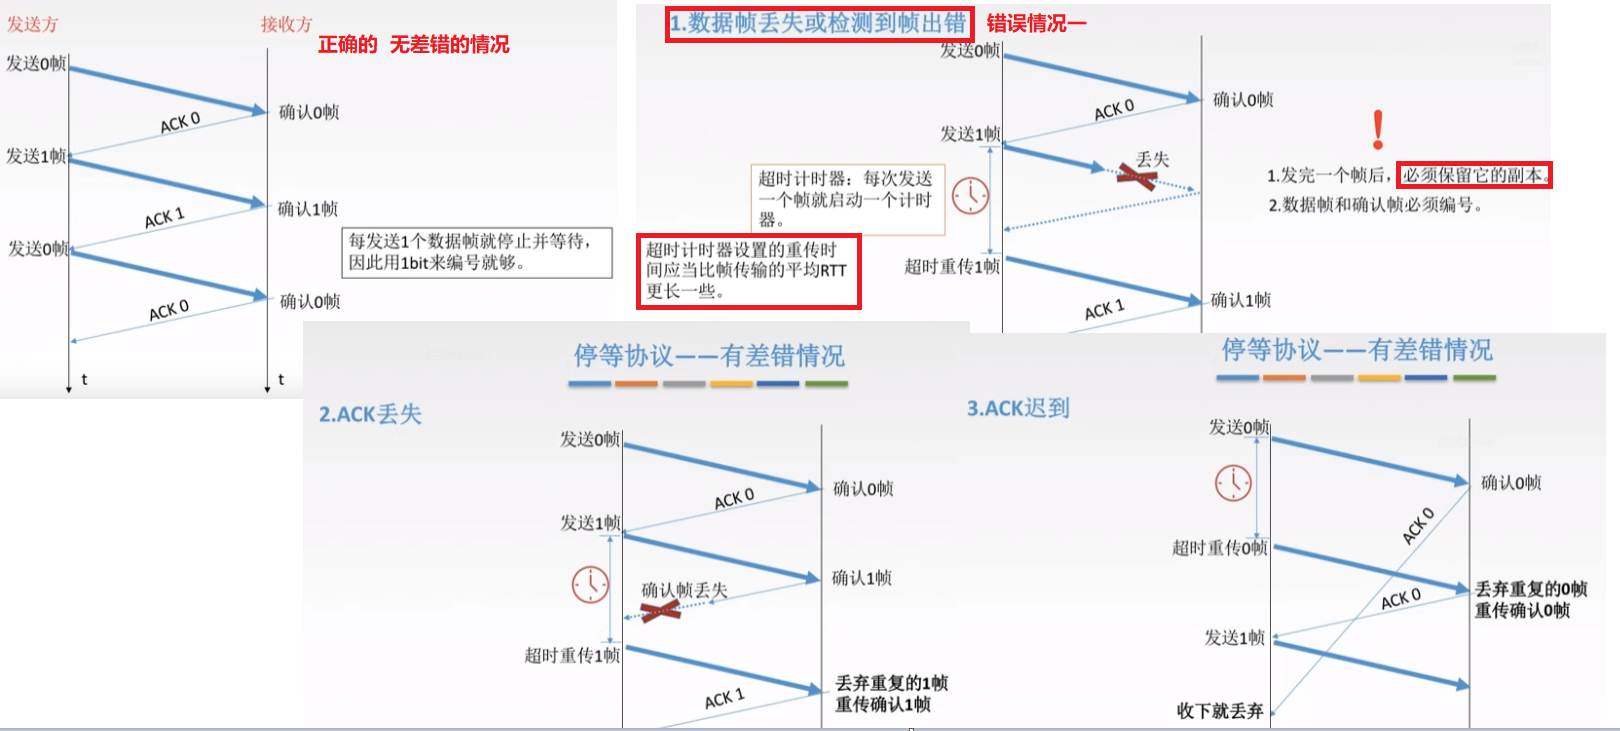 发送方
接收方
正确的 无差错的情况
发送0帧
确认0帧
ACK 0
发送1帧
确认1帧
ACK 1
发送0帧
每发送1个数据帧就停止并等待，
因此用1bit来编号就够。
确认0帧
ACK 0
t
t
1.数据帧丢失或检测到帧出错
错误情况一
发送0帧
确认0帧
ACK 0
发送1帧
丢失
超时计时器：每次发送
一个帧就启动一个计时
器。
1.发完一个帧后，必须保留它的副本。
2.数据帧和确认帧必须编号。
超时计时器设置的重传时
间应当比帧传输的平均RTT
更长一些。
超时重传1帧
确认1帧
ACK 1
停等协议——有差错情况
2.ACK丢失
发送0帧
确认0帧
ACK 0
发送1帧
确认1帧
确认帧丢失
超时重传1帧
丢弃重复的1帧
重传确认1帧
ACK 1
停等协议——有差错情况
3.ACK迟到
发送0帧
确认0帧
ACK 0
超时重传0帧
丢弃重复的0帧
重传确认0帧
ACK 0
发送1帧
收下就丢弃